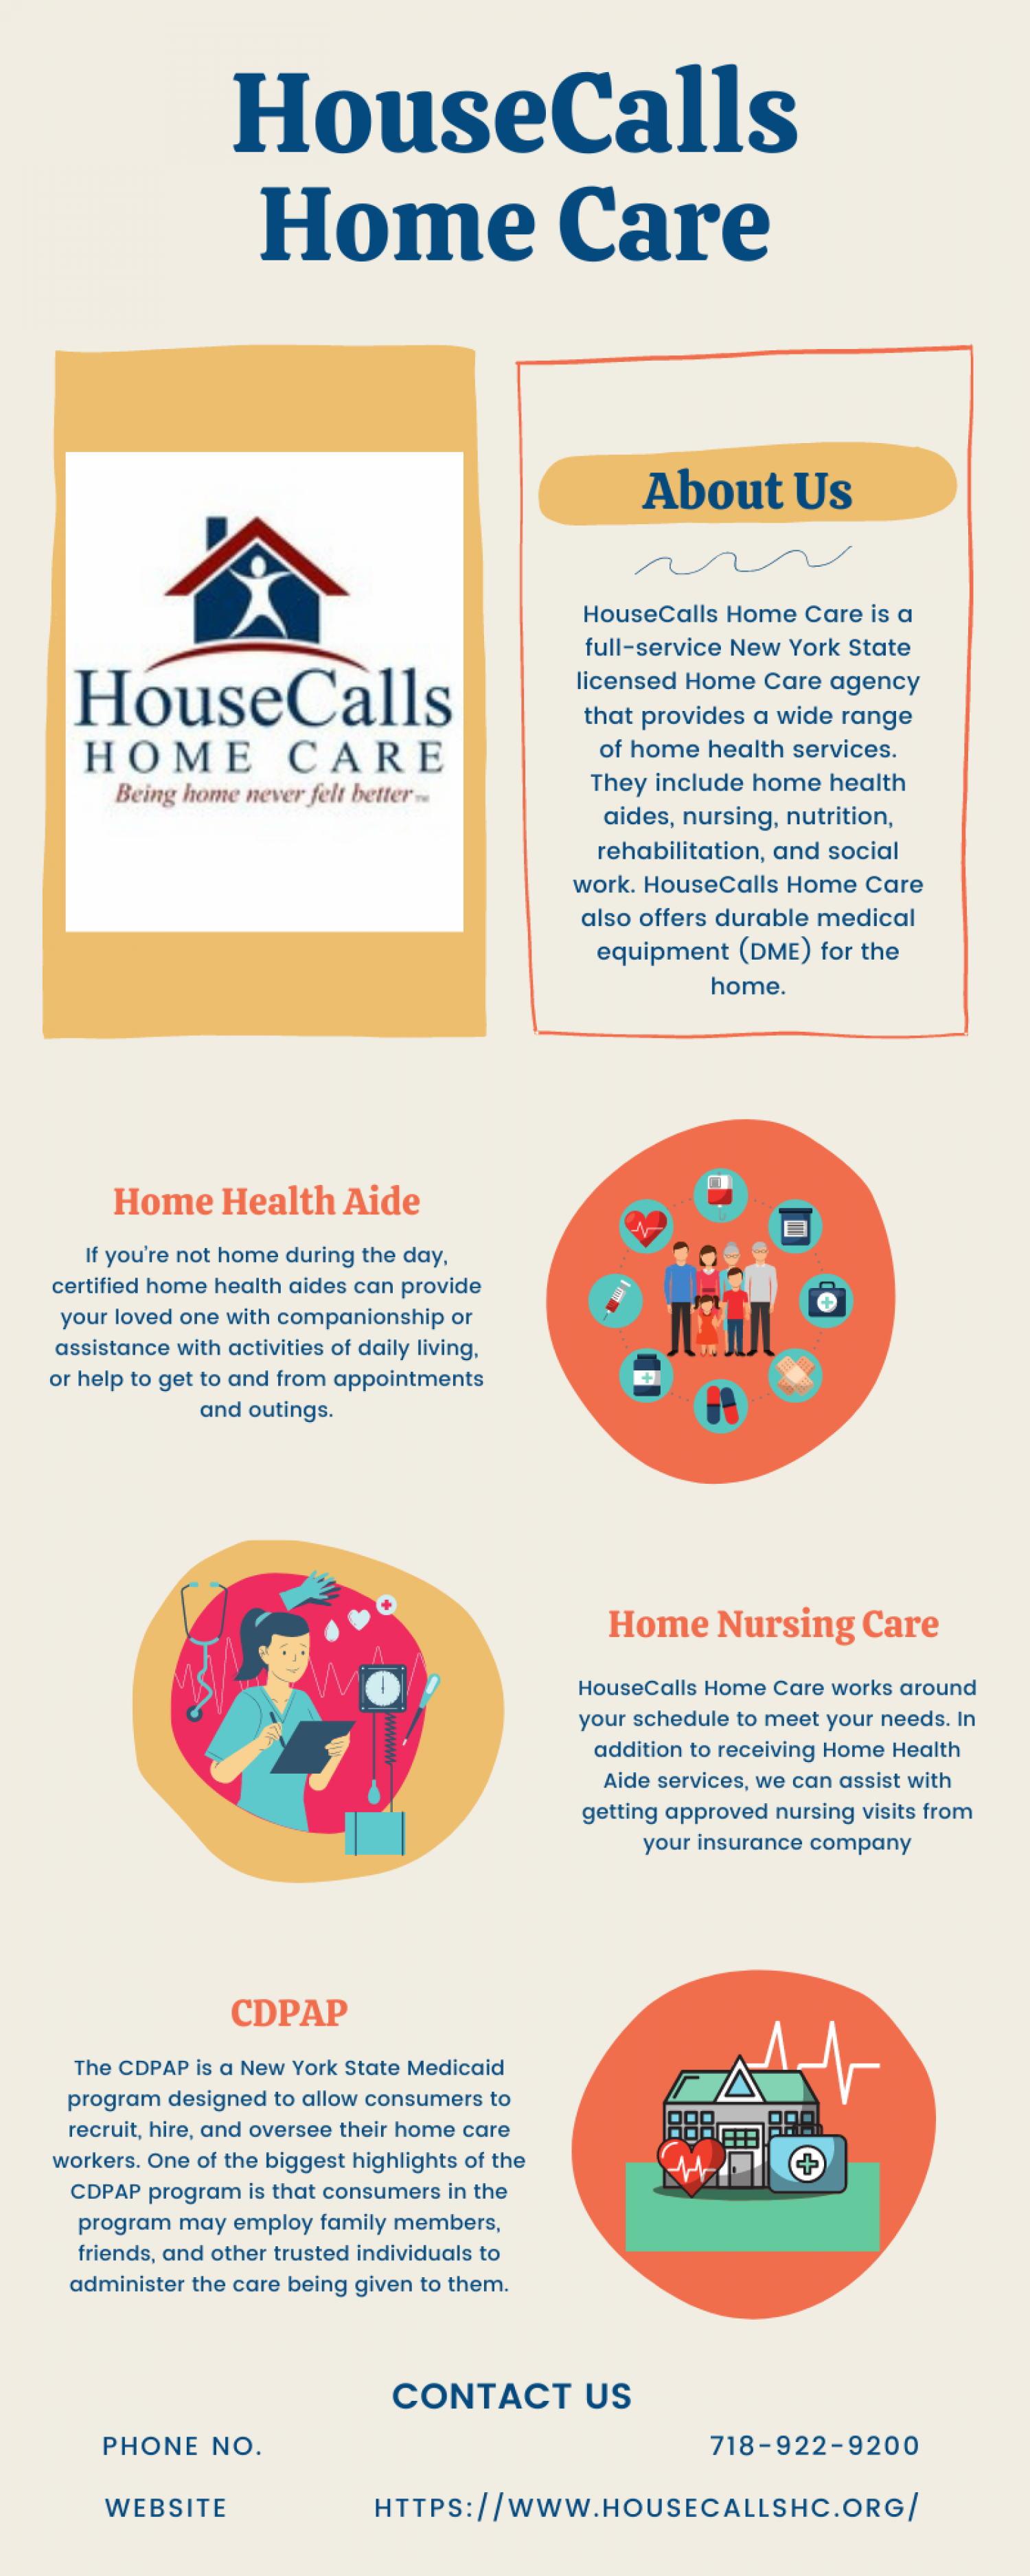 HouseCalls
Home Care
HouseCalls
HOME CARE
Being home never felt better™
About Us
HouseCalls Home Care is a
full-service New York State
licensed Home Care agency
that provides a wide range
of home health services.
They include home health
aides, nursing, nutrition,
rehabilitation, and social
work. HouseCalls Home Care
also offers durable medical
equipment (DME) for the
home.
Home Health Aide
If you're not home during the day,
certified home health aides can provide
your loved one with companionship or
assistance with activities of daily living,
or help to get to and from appointments
and outings.
Home Nursing Care
HouseCalls Home Care works around
your schedule to meet your needs. In
addition to receiving Home Health
Aide services, we can assist with
getting approved nursing visits from
your insurance company
CDPAP
The CDPAP is a New York State Medicaid
program designed to allow consumers to
recruit, hire, and oversee their home care
workers. One of the biggest highlights of the
CDPAP program is that consumers in the
program may employ family members,
friends, and other trusted individuals to
administer the care being given to them.
CONTACT US
PHONE NO. 718-922-9200
WEBSITE HTTPS://WWW.HOUSECALLSHC.ORG/